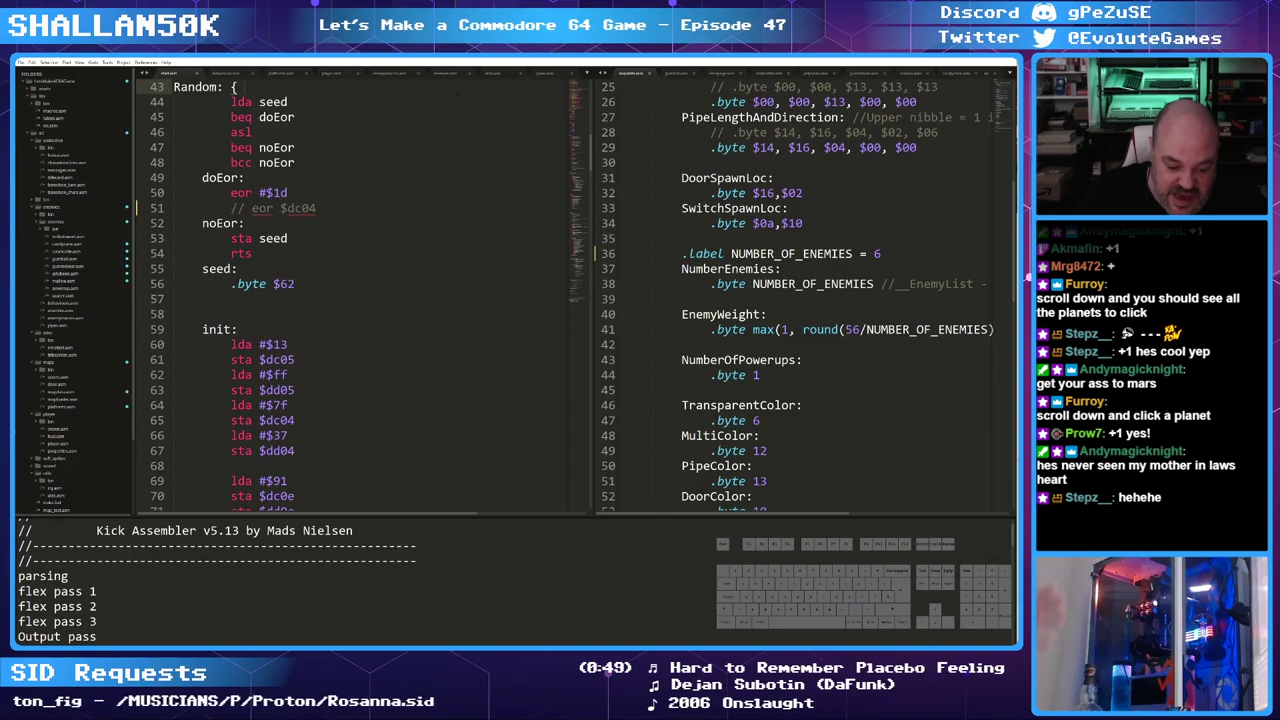 SHALLAN50K
Let's Make a Commodore 64 Game - Episode 47
Discord gPeZuSE
Twitter @EvoluteGames
FOLDERS
43 Random: {
44 lda seed
45 beq doEor
46 asl
47 beq noEor
48 bcc noEor
49 doEor:
50 eor #$1d
51 // eor $dc04
52 noEor:
53 sta seed
54 rts
55 seed:
56 .byte $62
57
58
59 init:
60 lda #$13
61 sta $dc05
62 lda #$ff
63 sta $dd05
64 lda #$7f
65 sta $dc04
66 lda #$37
67 sta $dd04
68
69 lda #$91
70 sta $dc0e
71
25 // .byte $00, $00, $13, $13, $13
26 .byte $00, $00, $13, $00, $00
27 PipeLengthAndDirection: //Upper nibble = 1 i
28 // .byte $14, $16, $04, $02, $06
29 .byte $14, $16, $04, $00, $00
30
31 DoorSpawnLoc:
32 .byte $16,$02
33 SwitchSpawnLoc:
34 .byte $0a,$10
35
36 .Label NUMBER_OF_ENEMIES = 6
37 NumberEnemies:
38 .byte NUMBER_OF_ENEMIES //__EnemyList -
39
40 EnemyWeight:
41 .byte max(1, round(56/NUMBER_OF_ENEMIES)
42
43 NumberOfPowerups:
44 .byte 1
45
46 TransparentColor:
47 .byte 6
48 MultiColor:
49 .byte 12
50 PipeColor:
51 .byte 13
52 DoorColor:
// Kick Assembler v5.13 by Mads Nielsen
//-----------------------------------------------------
//-----------------------------------------------------
parsing
flex pass 1
flex pass 2
flex pass 3
Output pass
Andymagicknight: +1
Akmafin: +1
Mrg8472: +
Furroy:
scroll down and you should see all
the planets to click
Stepz__: ---
Stepz__: +1 hes cool yep
Andymagicknight:
get your ass to mars
Furroy:
scroll down and click a planet
Prow7: +1 yes!
Andymagicknight:
hes never seen my mother in laws
heart
Stepz__: hehehe
SID Requests
ton_fig - /MUSICIANS/P/Proton/Rosanna.sid
(0:49) ♫ Hard to Remember Placebo Feeling
♫ Dejan Subotin (DaFunk)
♪ 2006 Onslaught